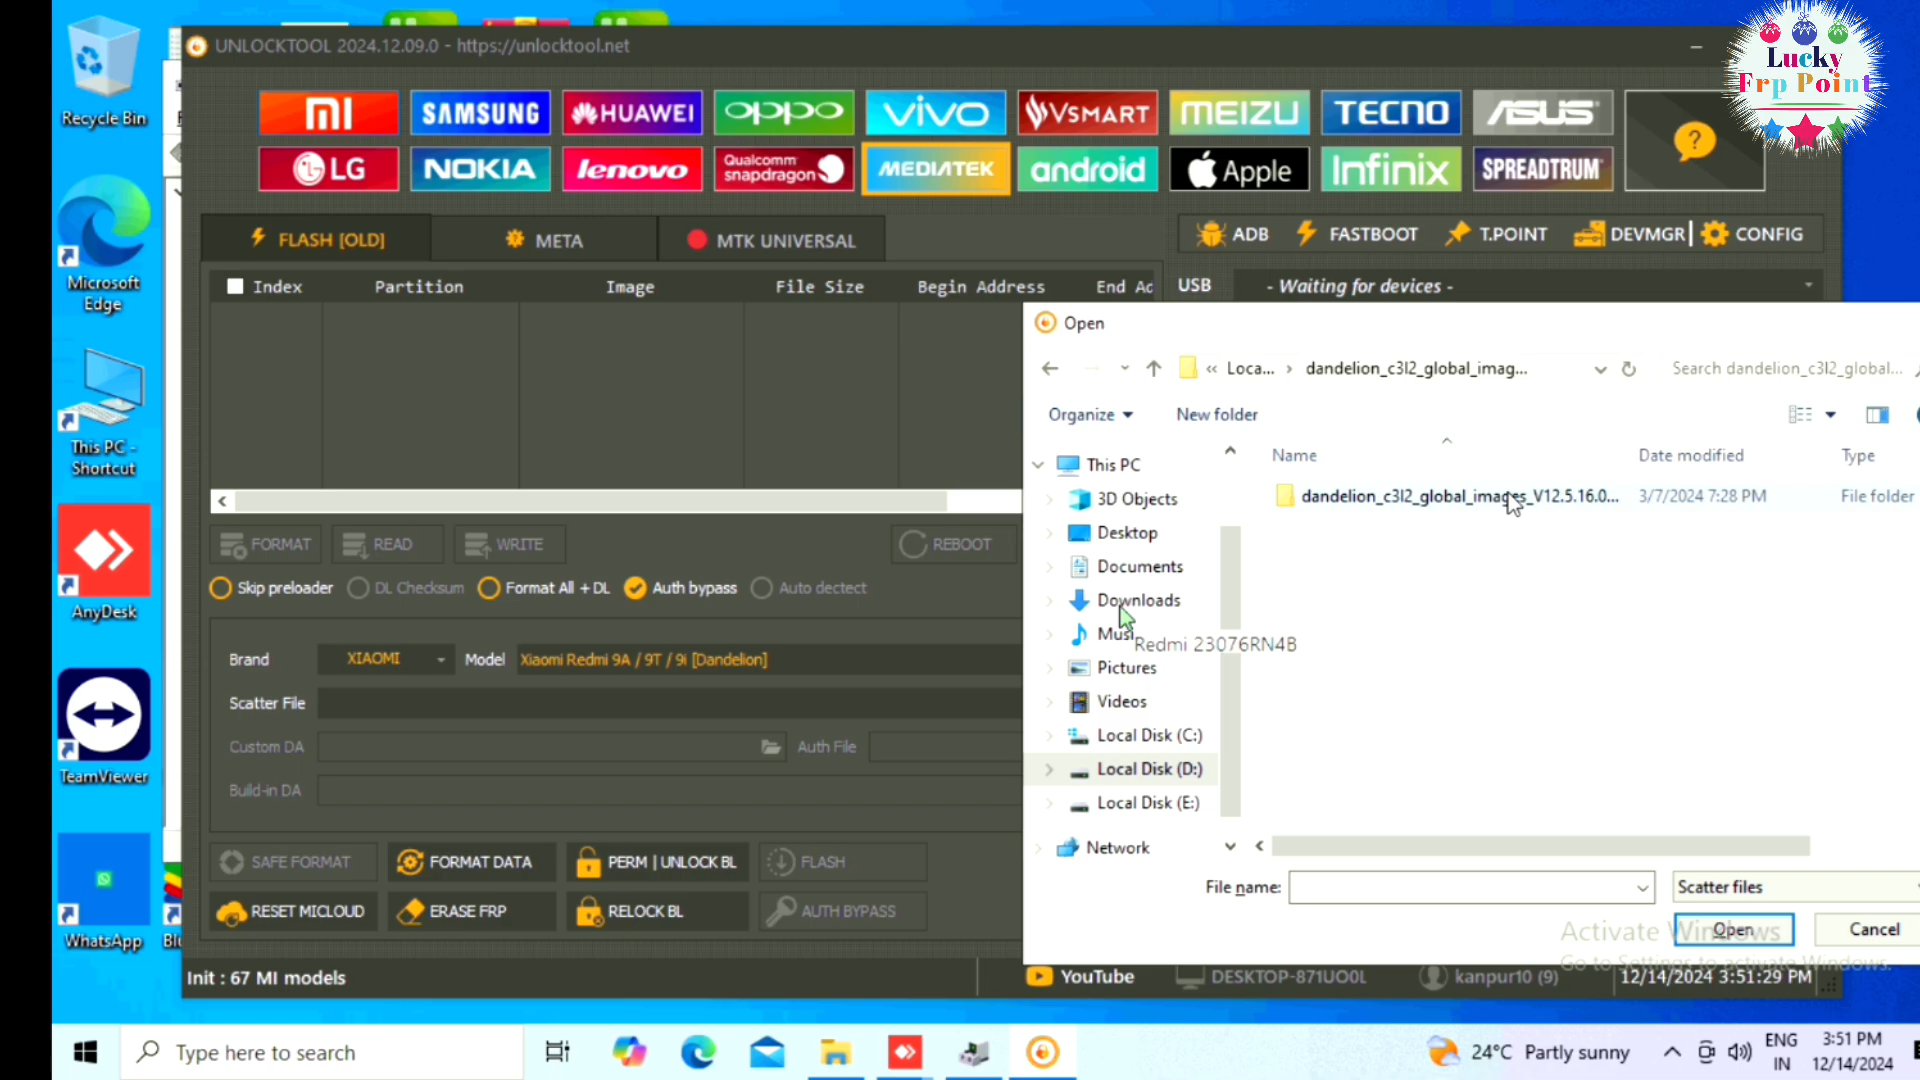 Recycle Bin
Microsoft
Edge
This PC -
Shortcut
AnyDesk
TeamViewer
WhatsApp
UNLOCKTOOL 2024.12.09.0 - https://unlocktool.net
Lucky
Frp Point
mi SAMSUNG HUAWEI oppo vivo VSMART MEIZU TECNO ASUS ?
LG NOKIA lenovo Qualcomm snapdragon MEDIATEK android Apple Infinix SPREADTRUM
FLASH [OLD] META MTK UNIVERSAL
ADB FASTBOOT T.POINT DEVMGR CONFIG
Index Partition Image File Size Begin Address End Ad
USB - Waiting for devices -
FORMAT READ WRITE REBOOT
Skip preloader DL Checksum Format All + DL Auth bypass Auto dectect
Brand XIAOMI Model Xiaomi Redmi 9A / 9T / 9i [Dandelion]
Scatter File
Custom DA Auth File
Build-in DA
SAFE FORMAT FORMAT DATA PERM | UNLOCK BL FLASH
RESET MICLOUD ERASE FRP RELOCK BL AUTH BYPASS
Init : 67 MI models
Open
« Loca... › dandelion_c3l2_global_imag...
Search dandelion_c3l2_global...
Organize New folder
Name Date modified Type
dandelion_c3l2_global_images_V12.5.16.0... 3/7/2024 7:28 PM File folder
This PC
3D Objects
Desktop
Documents
Downloads
Musi
Redmi 23076RN4B
Pictures
Videos
Local Disk (C:)
Local Disk (D:)
Local Disk (E:)
Network
File name: Scatter files
Open Cancel
Activate Windows
Go to Settings to activate Windows.
YouTube DESKTOP-871UO0L kanpur10 (9) 12/14/2024 3:51:29 PM
Type here to search
24°C Partly sunny
ENG
IN
3:51 PM
12/14/2024